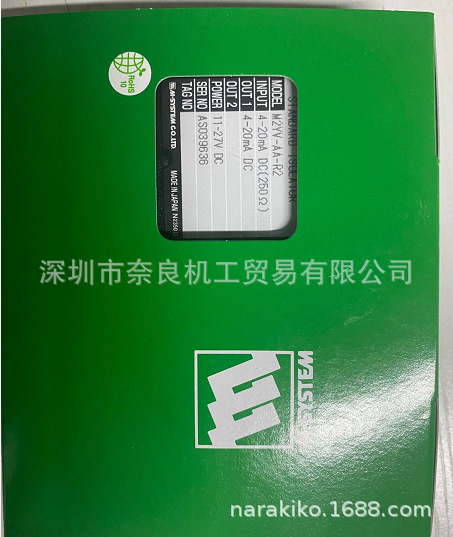 STANDARD ISOLATOR
MODEL M2YV-AA-R2
INPUT 4-20mA DC(250Ω)
OUT 1 4-20mA DC
OUT 2
POWER 11-27V DC
SER NO AS039636
TAG NO
M-SYSTEM CO.,LTD. MADE IN JAPAN
RoHS
10
深圳市奈良机工贸易有限公司
narakiko.1688.com